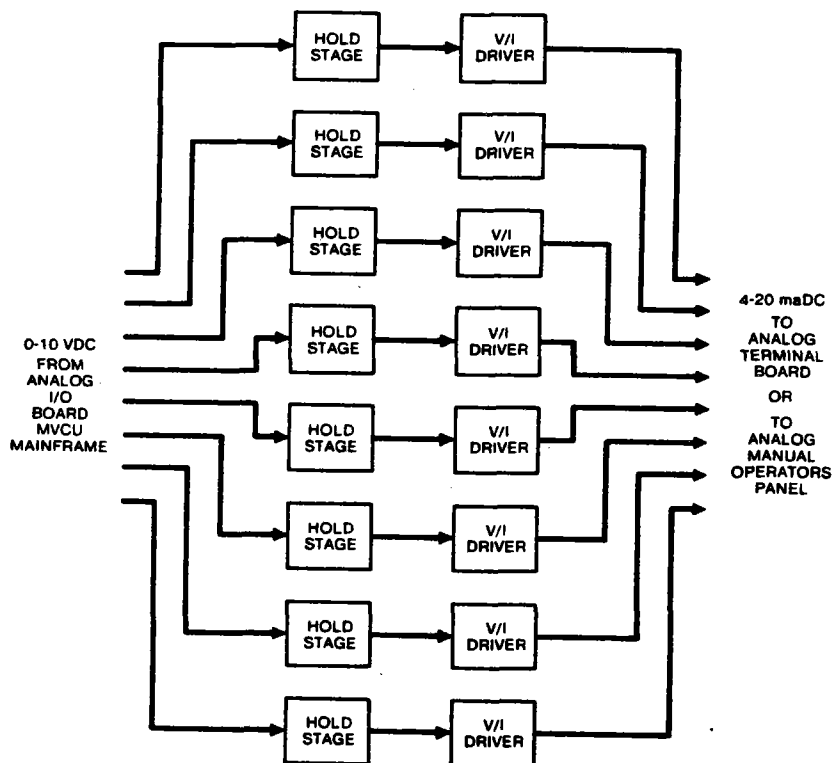 HOLD
STAGE
V/I
DRIVER
HOLD
STAGE
V/I
DRIVER
HOLD
STAGE
V/I
DRIVER
HOLD
STAGE
V/I
DRIVER
HOLD
STAGE
V/I
DRIVER
HOLD
STAGE
V/I
DRIVER
HOLD
STAGE
V/I
DRIVER
HOLD
STAGE
V/I
DRIVER
0-10 VDC
FROM
ANALOG
I/O
BOARD
MVCU
MAINFRAME
4-20 maDC
TO
ANALOG
TERMINAL
BOARD
OR
TO
ANALOG
MANUAL
OPERATORS
PANEL